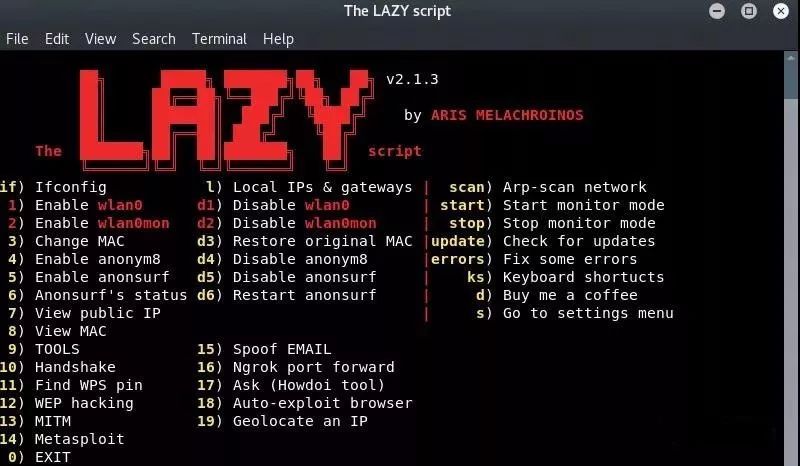 The LAZY script
File Edit View Search Terminal Help
LAZY v2.1.3
by ARIS MELACHROINOS
The script
if) Ifconfig l) Local IPs & gateways | scan) Arp-scan network
1) Enable wlan0 d1) Disable wlan0 | start) Start monitor mode
2) Enable wlan0mon d2) Disable wlan0mon | stop) Stop monitor mode
3) Change MAC d3) Restore original MAC |update) Check for updates
4) Enable anonym8 d4) Disable anonym8 |errors) Fix some errors
5) Enable anonsurf d5) Disable anonsurf | ks) Keyboard shortucts
6) Anonsurf's status d6) Restart anonsurf | d) Buy me a coffee
7) View public IP | s) Go to settings menu
8) View MAC
9) TOOLS 15) Spoof EMAIL
10) Handshake 16) Ngrok port forward
11) Find WPS pin 17) Ask (Howdoi tool)
12) WEP hacking 18) Auto-exploit browser
13) MITM 19) Geolocate an IP
14) Metasploit
0) EXIT